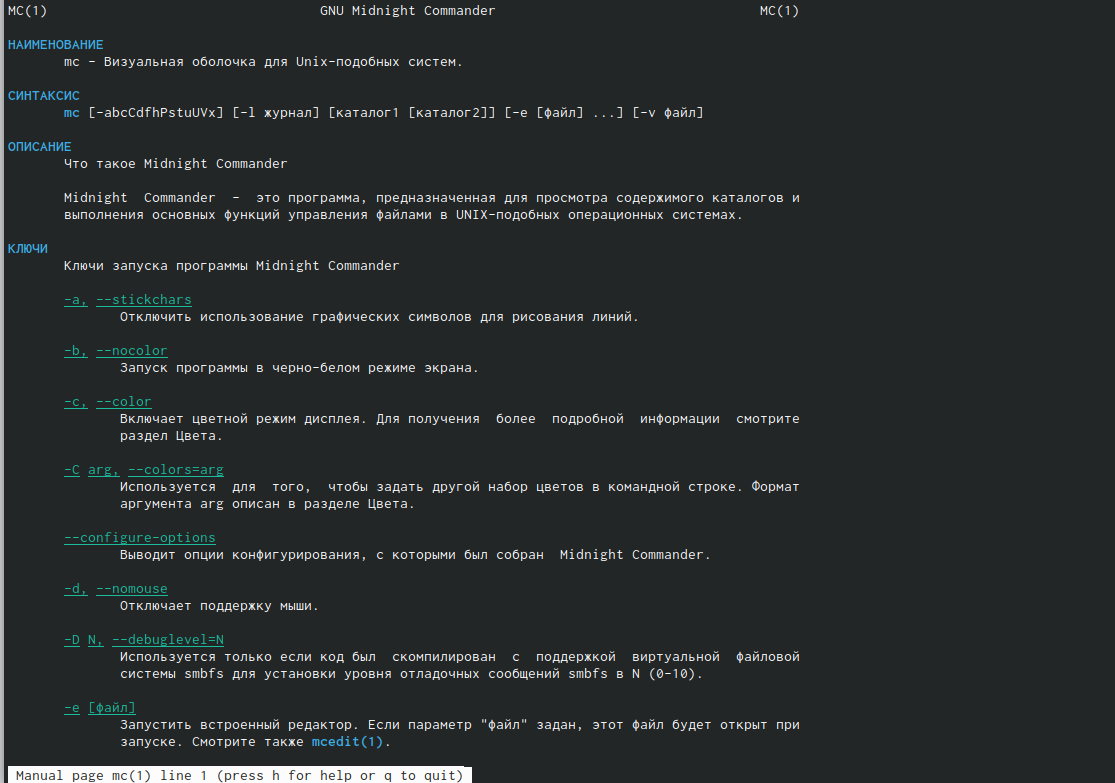 MC(1) GNU Midnight Commander MC(1)
НАИМЕНОВАНИЕ
mc - Визуальная оболочка для Unix-подобных систем.
СИНТАКСИС
mc [-abcCdfhPstuUVx] [-l журнал] [каталог1 [каталог2]] [-e [файл] ...] [-v файл]
ОПИСАНИЕ
Что такое Midnight Commander
Midnight Commander - это программа, предназначенная для просмотра содержимого каталогов и
выполнения основных функций управления файлами в UNIX-подобных операционных системах.
КЛЮЧИ
Ключи запуска программы Midnight Commander
-a, --stickchars
Отключить использование графических символов для рисования линий.
-b, --nocolor
Запуск программы в черно-белом режиме экрана.
-c, --color
Включает цветной режим дисплея. Для получения более подробной информации смотрите
раздел Цвета.
-C arg, --colors=arg
Используется для того, чтобы задать другой набор цветов в командной строке. Формат
аргумента arg описан в разделе Цвета.
--configure-options
Выводит опции конфигурирования, с которыми был собран Midnight Commander.
-d, --nomouse
Отключает поддержку мыши.
-D N, --debuglevel=N
Используется только если код был скомпилирован с поддержкой виртуальной файловой
системы smbfs для установки уровня отладочных сообщений smbfs в N (0-10).
-e [файл]
Запустить встроенный редактор. Если параметр "файл" задан, этот файл будет открыт при
запуске. Смотрите также mcedit(1).
Manual page mc(1) line 1 (press h for help or q to quit)